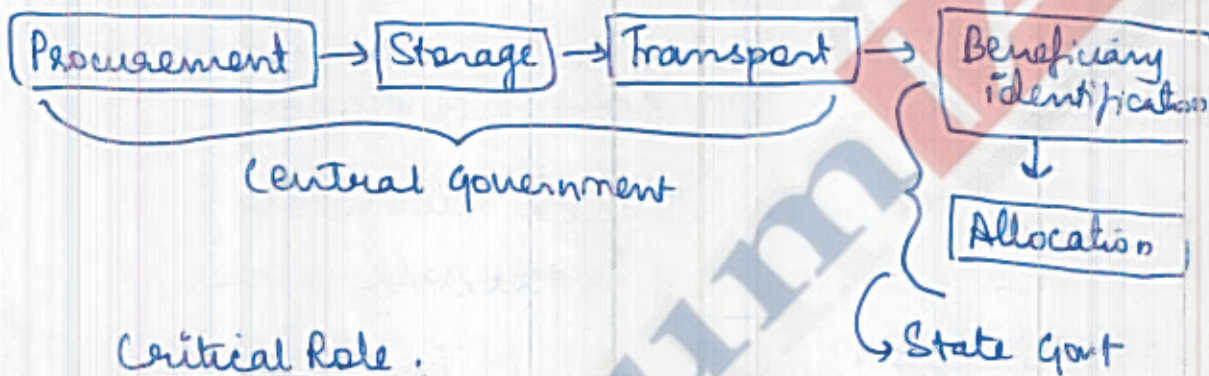 Procurement → Storage → Transport → Beneficiary
identification
Central Government
Allocation
Critical Role.
State Govt